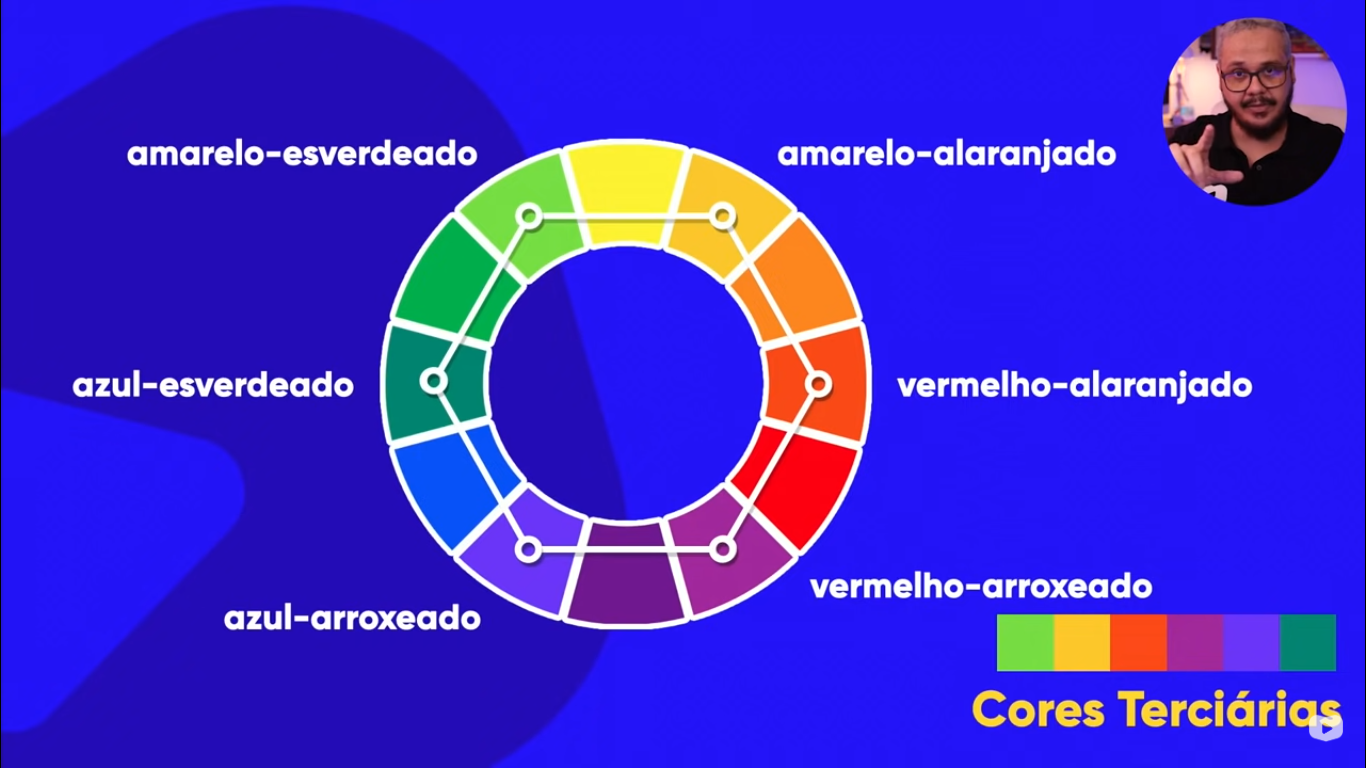 amarelo-esverdeado
amarelo-alaranjado
azul-esverdeado
vermelho-alaranjado
vermelho-arroxeado
azul-arroxeado
Cores Terciárias